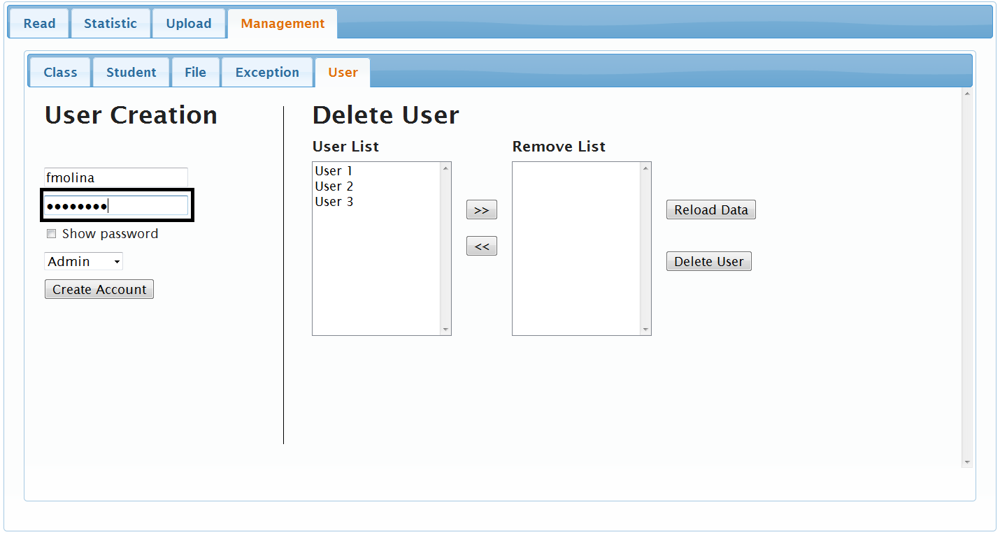 Read Statistic Upload Management
Class Student File Exception User
User Creation
fmolina
••••••••
Show password
Admin
Create Account
Delete User
User List
User 1
User 2
User 3
>>
<<
Remove List
Reload Data
Delete User